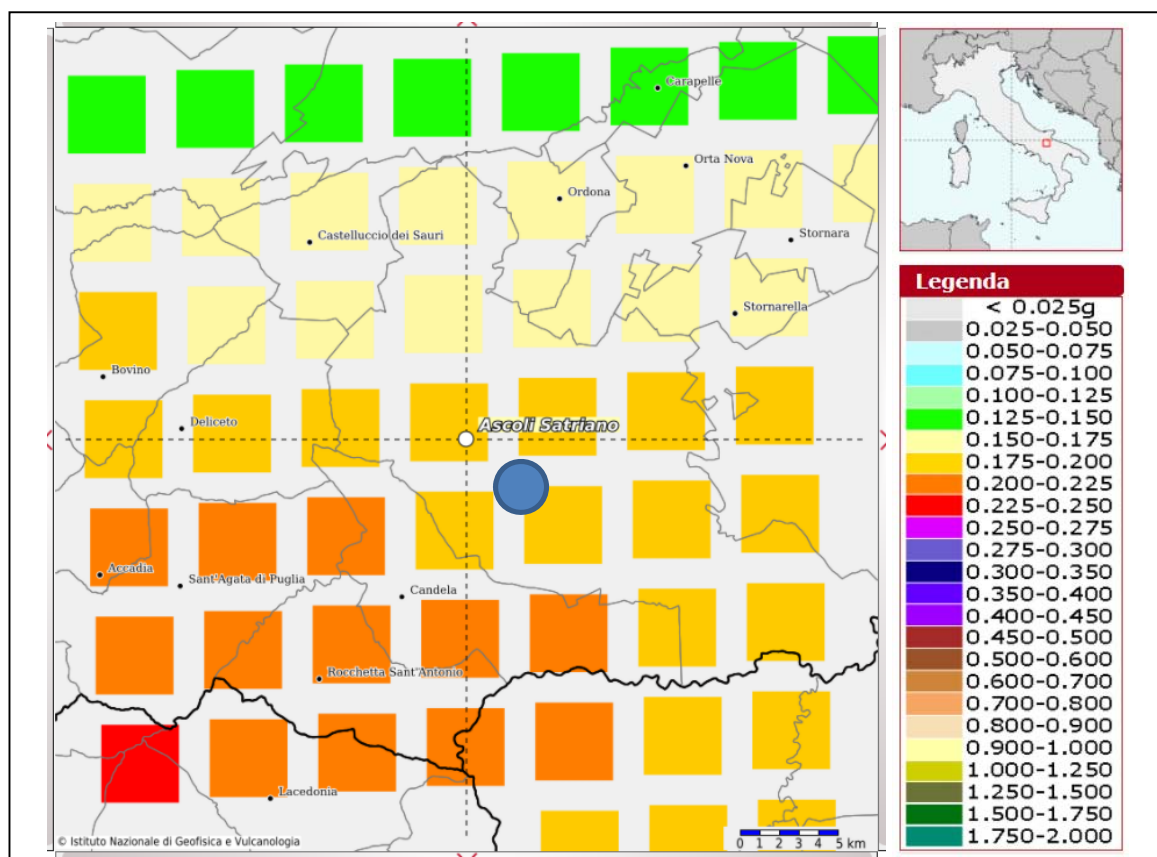 Carapelle
Orta Nova
Ordona
Castelluccio dei Sauri
Stornara
Stornarella
Bovino
Deliceto
Ascoli Satriano
Accadia
Sant'Agata di Puglia
Candela
Rocchetta Sant'Antonio
Lacedonia
© Istituto Nazionale di Geofisica e Vulcanologia
0 1 2 3 4 5 km
Legenda
< 0.025g
0.025-0.050
0.050-0.075
0.075-0.100
0.100-0.125
0.125-0.150
0.150-0.175
0.175-0.200
0.200-0.225
0.225-0.250
0.250-0.275
0.275-0.300
0.300-0.350
0.350-0.400
0.400-0.450
0.450-0.500
0.500-0.600
0.600-0.700
0.700-0.800
0.800-0.900
0.900-1.000
1.000-1.250
1.250-1.500
1.500-1.750
1.750-2.000